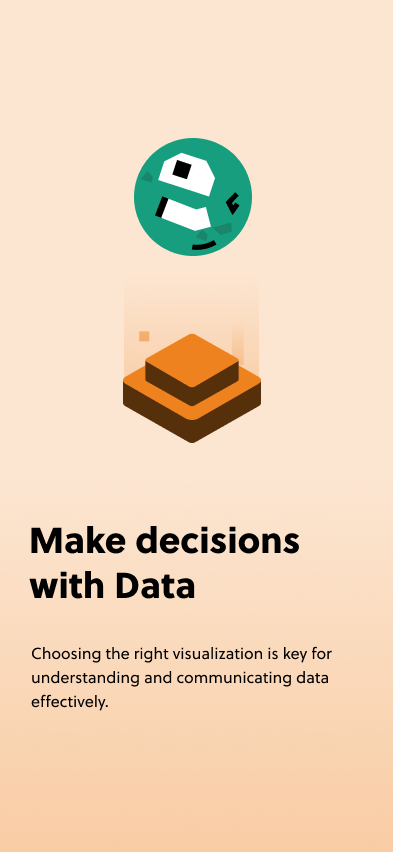 Make decisions
with Data
Choosing the right visualization is key for
understanding and communicating data
effectively.